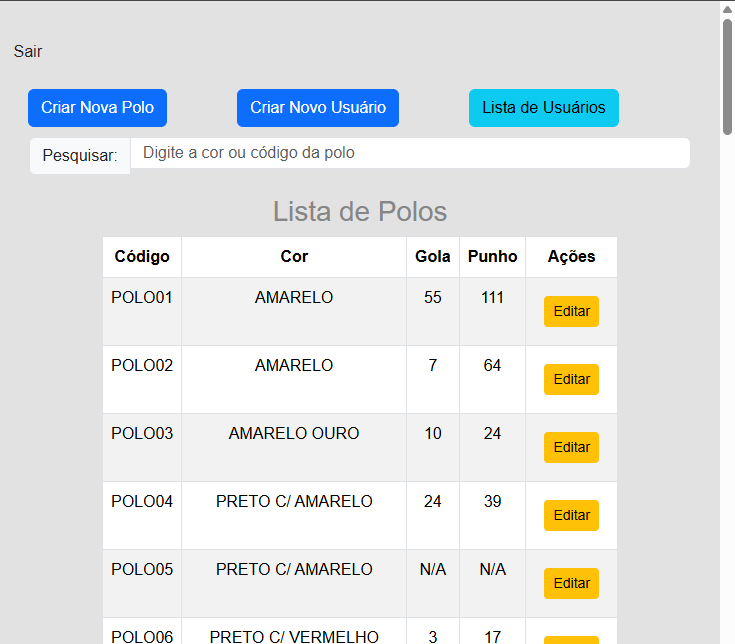 Sair
Criar Nova Polo Criar Novo Usuário Lista de Usuários
Pesquisar: Digite a cor ou código da polo
Lista de Polos
Código Cor Gola Punho Ações
POLO01 AMARELO 55 111 Editar
POLO02 AMARELO 7 64 Editar
POLO03 AMARELO OURO 10 24 Editar
POLO04 PRETO C/ AMARELO 24 39 Editar
POLO05 PRETO C/ AMARELO N/A N/A Editar
POLO06 PRETO C/ VERMELHO 3 17